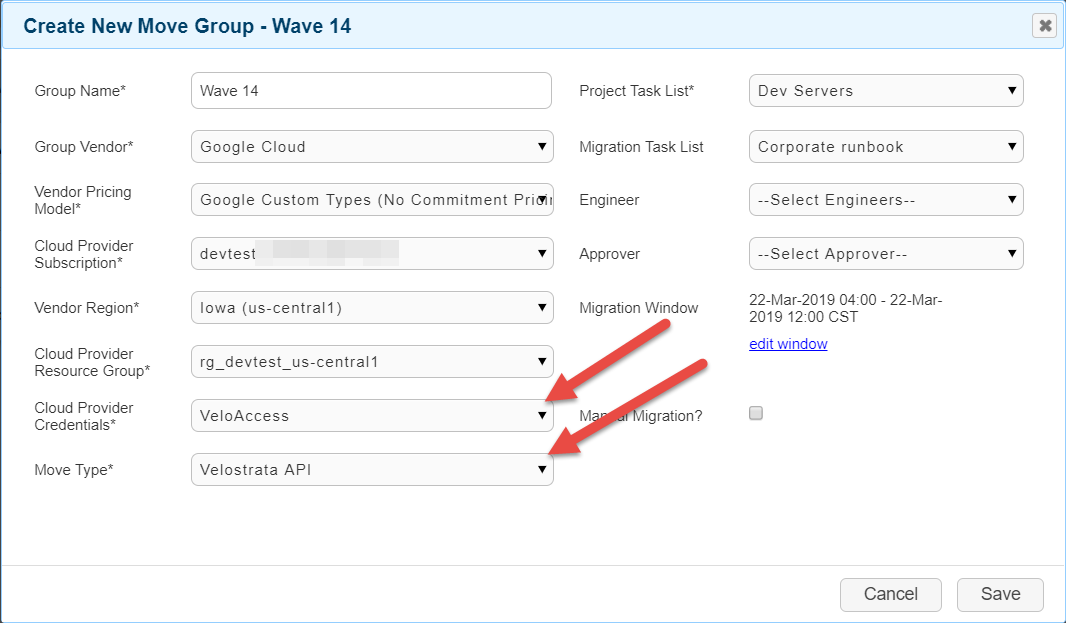 Create New Move Group - Wave 14
Group Name*
Wave 14
Project Task List*
Dev Servers
Group Vendor*
Google Cloud
Migration Task List
Corporate runbook
Vendor Pricing
Model*
Google Custom Types (No Commitment
Engineer
--Select Engineers--
Cloud Provider
Subscription*
devtest
Approver
--Select Approver--
Vendor Region*
Iowa (us-central1)
Migration Window
22-Mar-2019 04:00 - 22-Mar-
2019 12:00 CST
edit window
Cloud Provider
Resource Group*
rg_devtest_us-central1
Cloud Provider
Credentials*
VeloAccess
Manual Migration?
Move Type*
Velostrata API
Cancel
Save